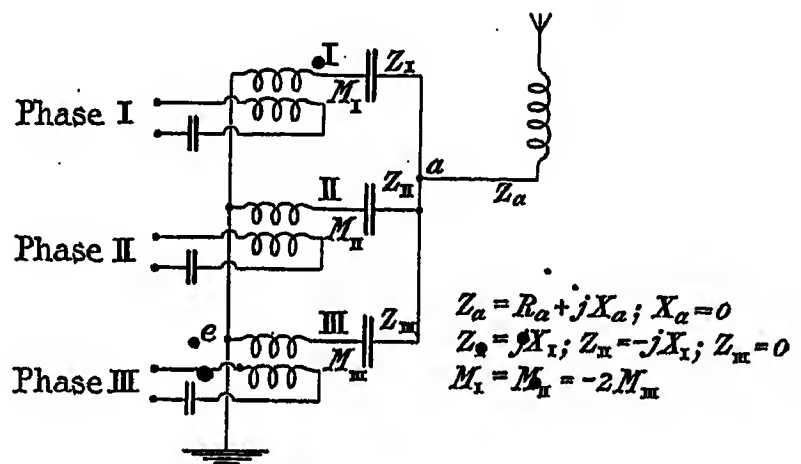 I
Z_I
M_I
Phase I
a
Z_a
II
Z_II
M_II
Phase II
e
III
Z_III
M_III
Phase III
Z_a = R_a + jX_a; X_a = 0
= jX_I; Z_II = -jX_I; Z_III = 0
M_I = M_II = -2M_III